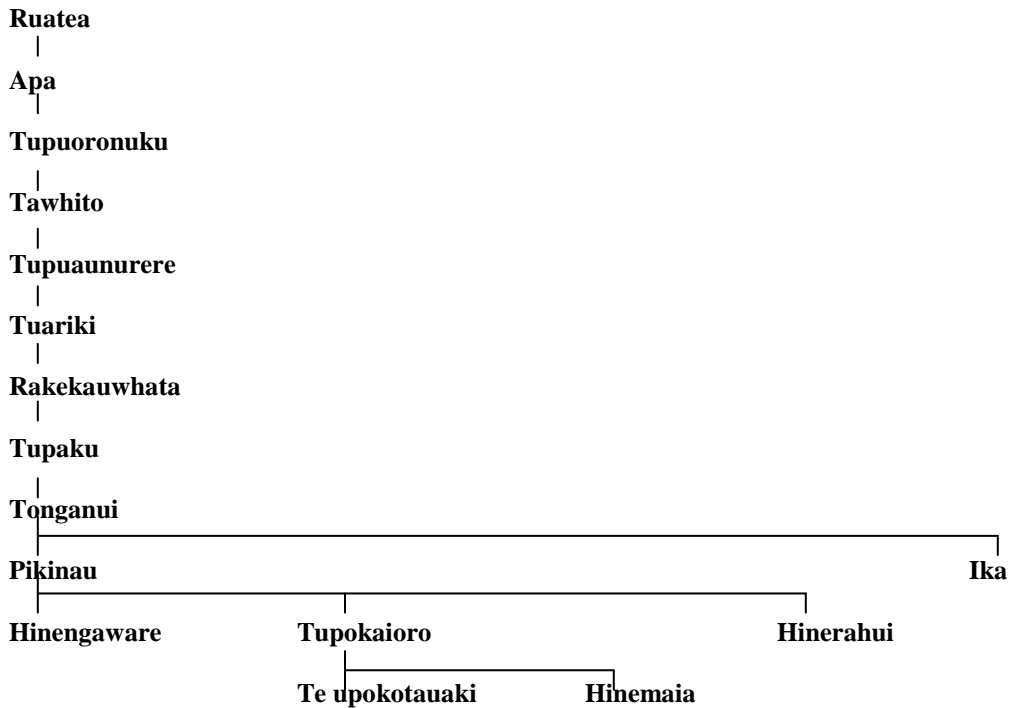 Ruatea
Apa
Tupuoronuku
Tawhito
Tupuaunurere
Tuariki
Rakekauwhata
Tupaku
Tonganui
Pikinau Ika
Hinengaware Tupokaioro Hinerahui
Te upokotauaki Hinemaia